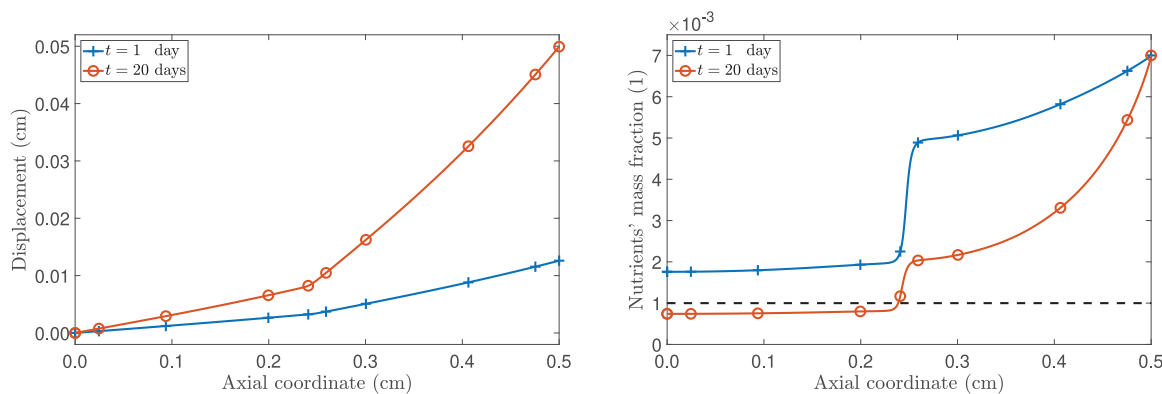 t = 1 day
t = 20 days
0.05
0.04
0.03
0.02
0.01
0.00
Displacement (cm)
0.0 0.1 0.2 0.3 0.4 0.5
Axial coordinate (cm)
×10⁻³
t = 1 day
t = 20 days
7
6
5
4
3
2
1
0
Nutrients' mass fraction (1)
0.0 0.1 0.2 0.3 0.4 0.5
Axial coordinate (cm)